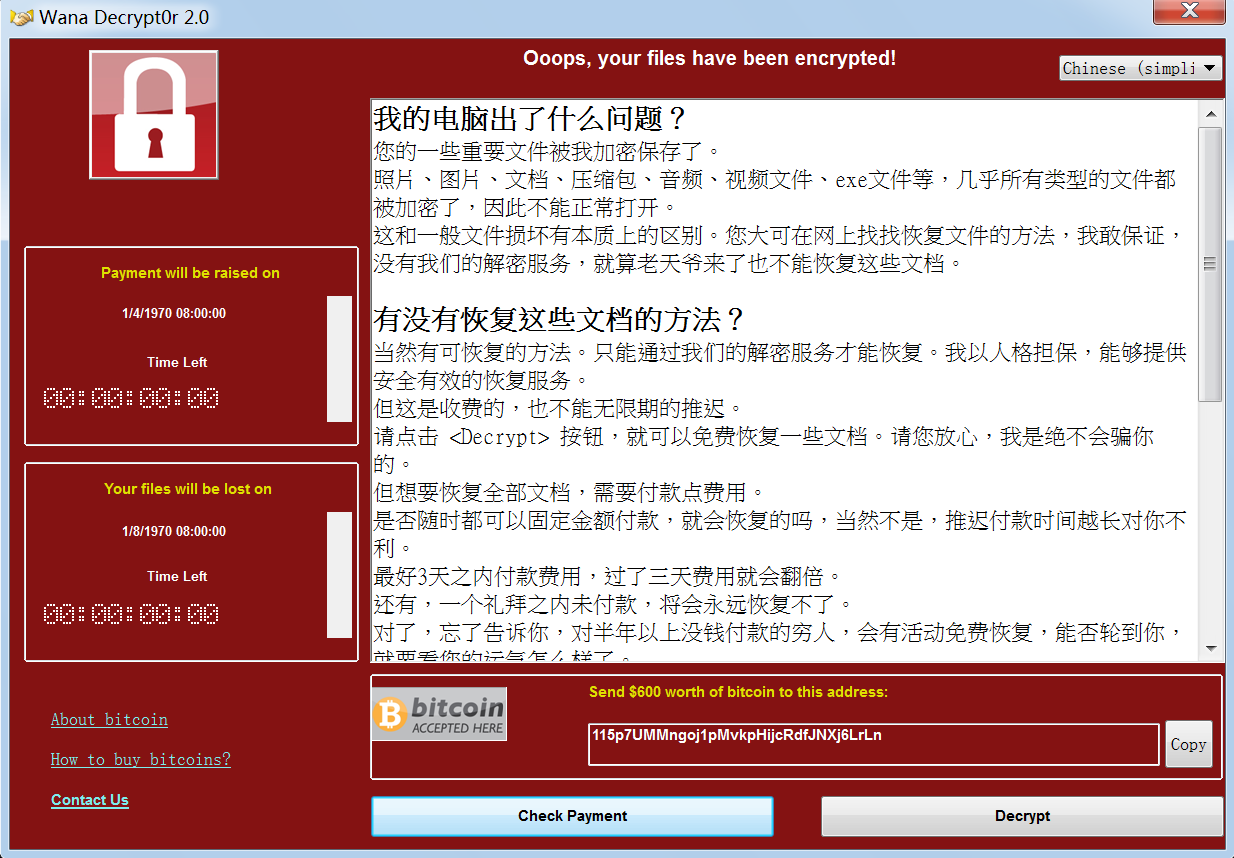 Wana Decrypt0r 2.0
Ooops, your files have been encrypted!
Chinese (simpli
Payment will be raised on
1/4/1970 08:00:00
Time Left
00:00:00:00
Your files will be lost on
1/8/1970 08:00:00
Time Left
00:00:00:00
About bitcoin
How to buy bitcoins?
Contact Us
我的电脑出了什么问题？
您的一些重要文件被我加密保存了。
照片、图片、文档、压缩包、音频、视频文件、exe文件等，几乎所有类型的文件都
被加密了，因此不能正常打开。
这和一般文件损坏有本质上的区别。您大可在网上找找恢复文件的方法，我敢保证，
没有我们的解密服务，就算老天爷来了也不能恢复这些文档。
有没有恢复这些文档的方法？
当然有可恢复的方法。只能通过我们的解密服务才能恢复。我以人格担保，能够提供
安全有效的恢复服务。
但这是收费的，也不能无限期的推迟。
请点击 <Decrypt> 按钮，就可以免费恢复一些文档。请您放心，我是绝不会骗你
的。
但想要恢复全部文档，需要付款点费用。
是否随时都可以固定金额付款，就会恢复的吗，当然不是，推迟付款时间越长对你不
利。
最好3天之内付款费用，过了三天费用就会翻倍。
还有，一个礼拜之内未付款，将会永远恢复不了。
对了，忘了告诉你，对半年以上没钱付款的穷人，会有活动免费恢复，能否轮到你，
就要看您的运气怎么样了。
bitcoin
ACCEPTED HERE
Send $600 worth of bitcoin to this address:
115p7UMMngoj1pMvkpHijcRdfJNXj6LrLn
Copy
Check Payment
Decrypt